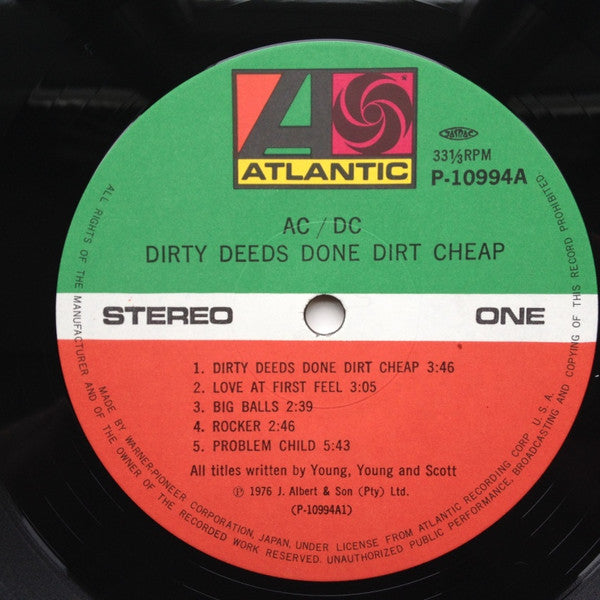 ATLANTIC
JASRAC
33⅓RPM
P-10994A
AC/DC
DIRTY DEEDS DONE DIRT CHEAP
STEREO
ONE
1. DIRTY DEEDS DONE DIRT CHEAP 3:46
2. LOVE AT FIRST FEEL 3:05
3. BIG BALLS 2:39
4. ROCKER 2:46
5. PROBLEM CHILD 5:43
All titles written by Young, Young and Scott
Ⓟ 1976 J. Albert & Son (Pty) Ltd.
(P-10994A1)
MADE BY WARNER-PIONEER CORPORATION, JAPAN, UNDER LICENSE FROM ATLANTIC RECORDING CORP. U.S.A.
ALL RIGHTS OF THE MANUFACTURER AND OF THE OWNER OF THE RECORDED WORK RESERVED. UNAUTHORIZED PUBLIC PERFORMANCE, BROADCASTING AND COPYING OF THIS RECORD PROHIBITED.